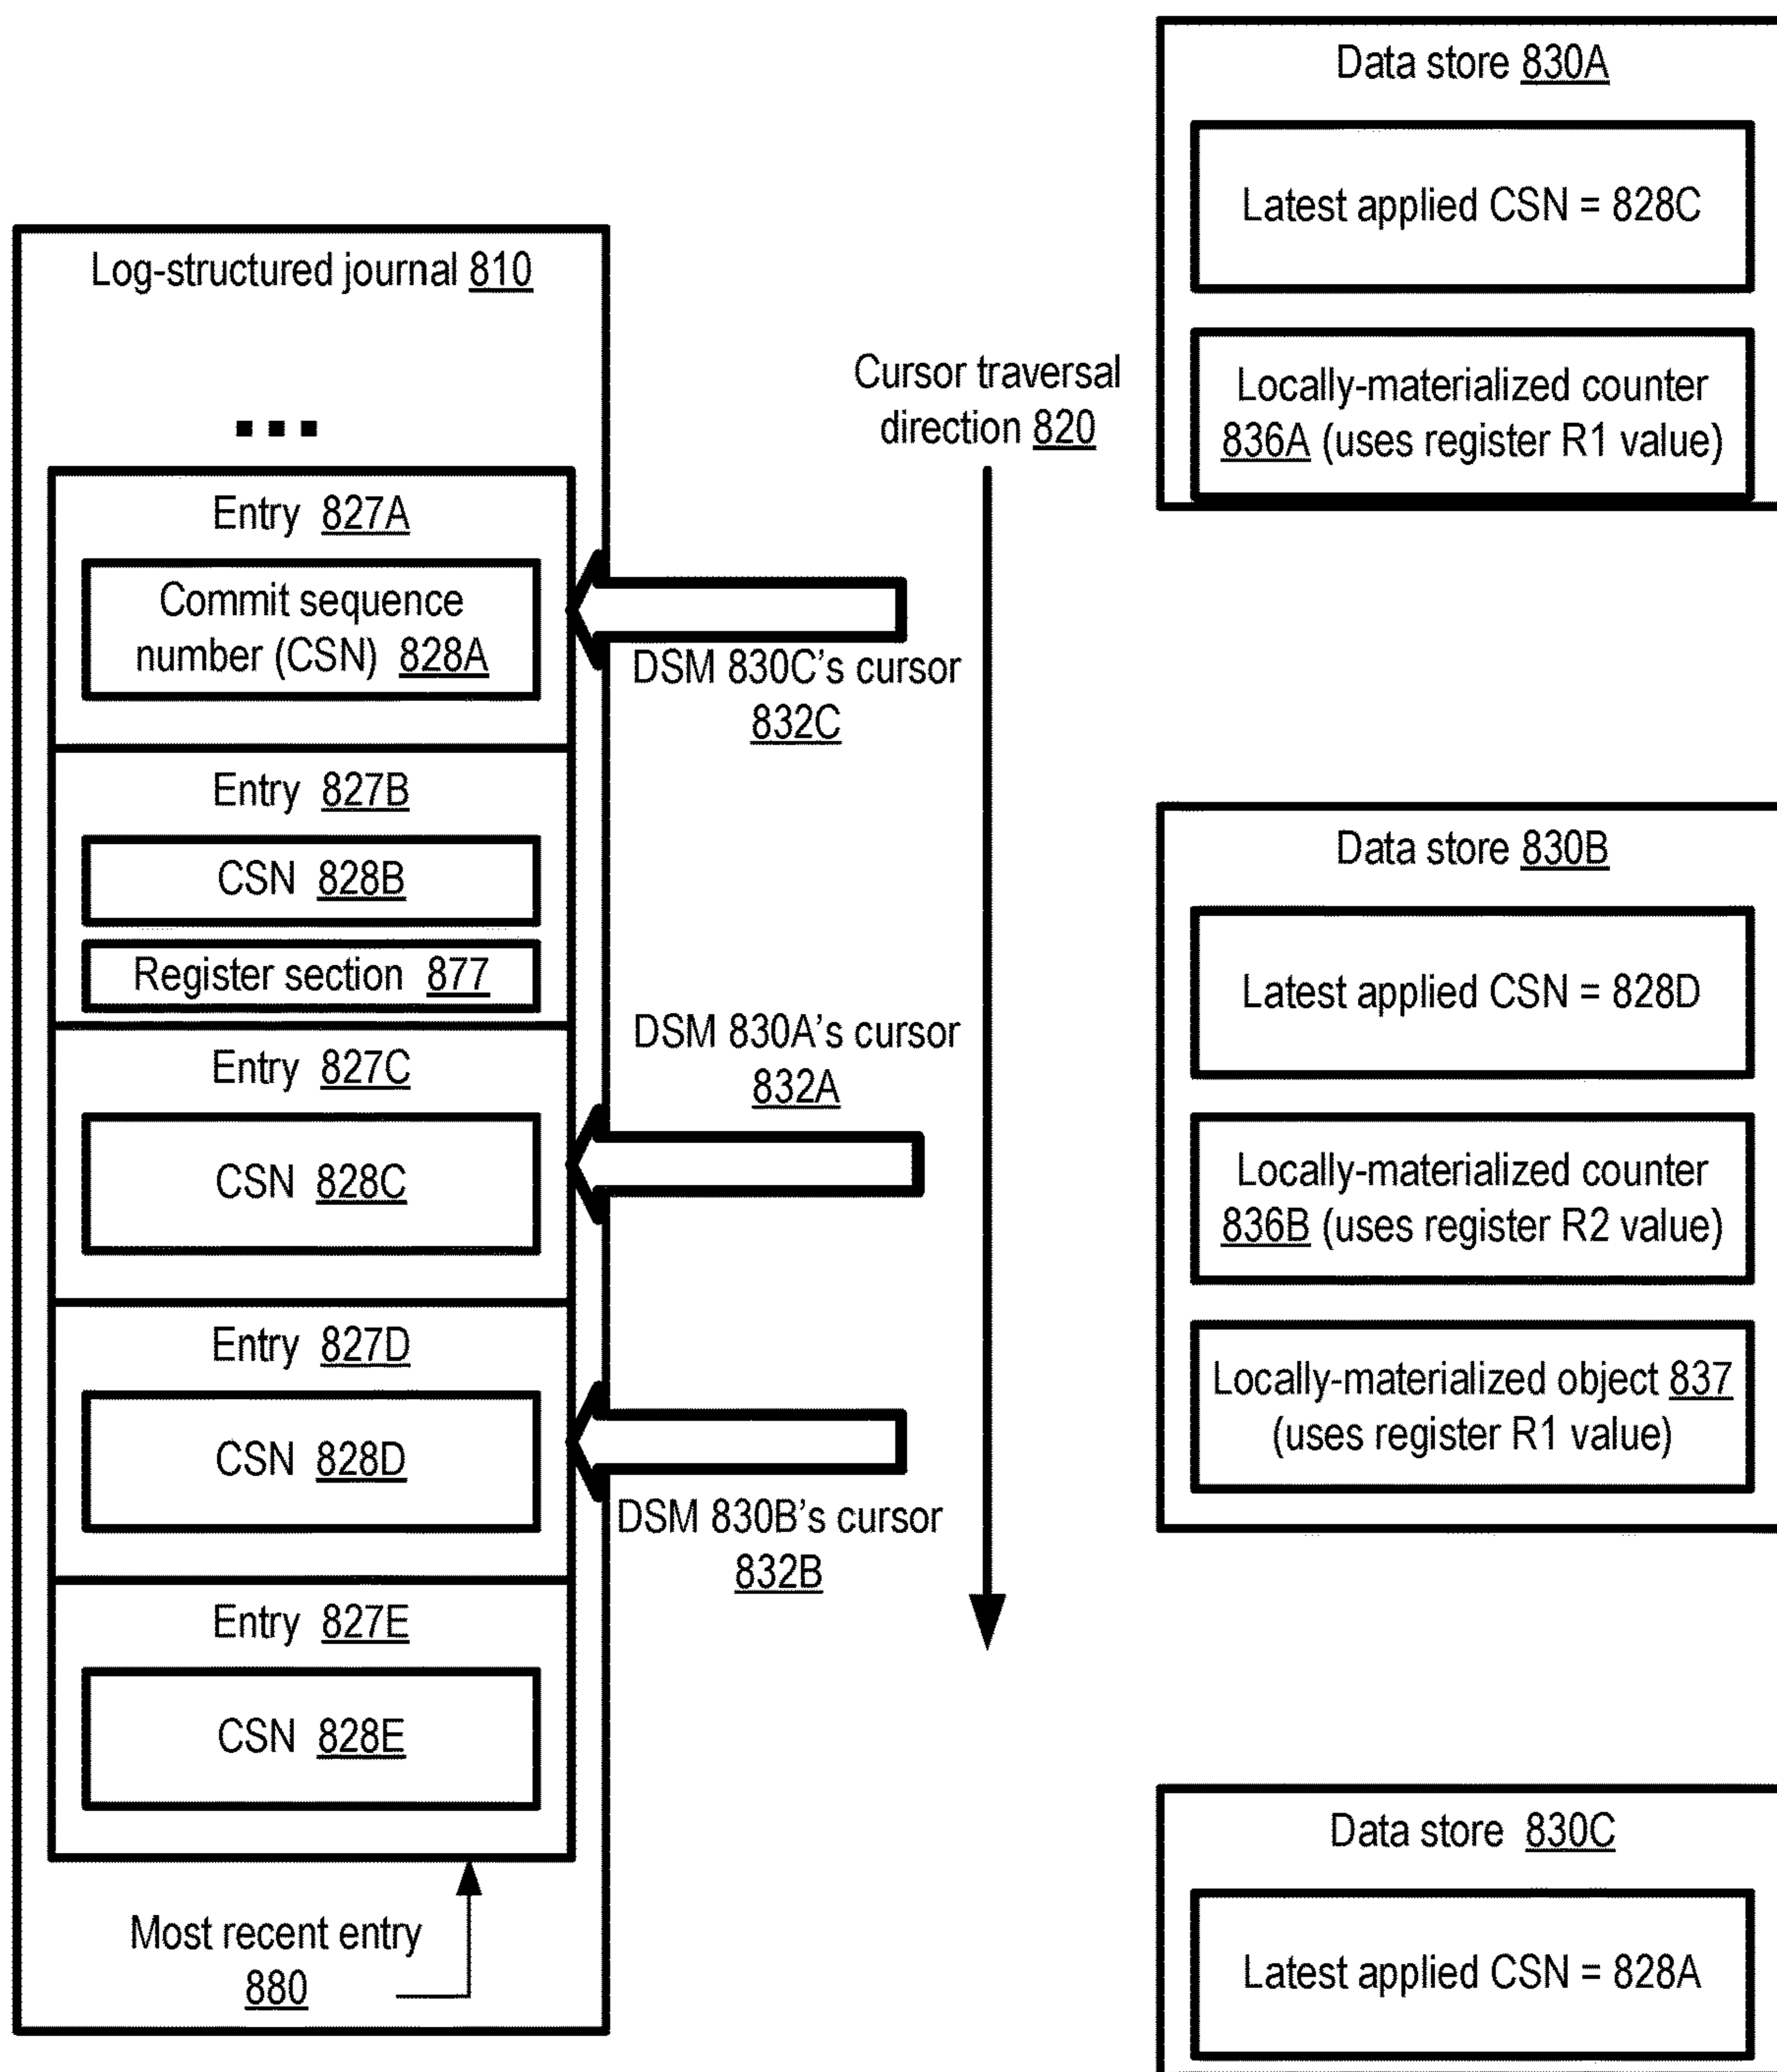 Log-structured journal 810
...
Entry 827A
Commit sequence
number (CSN) 828A
Entry 827B
CSN 828B
Register section 877
Entry 827C
CSN 828C
Entry 827D
CSN 828D
Entry 827E
CSN 828E
Most recent entry
880
DSM 830C's cursor
832C
DSM 830A's cursor
832A
DSM 830B's cursor
832B
Cursor traversal
direction 820
Data store 830A
Latest applied CSN = 828C
Locally-materialized counter
836A (uses register R1 value)
Data store 830B
Latest applied CSN = 828D
Locally-materialized counter
836B (uses register R2 value)
Locally-materialized object 837
(uses register R1 value)
Data store 830C
Latest applied CSN = 828A